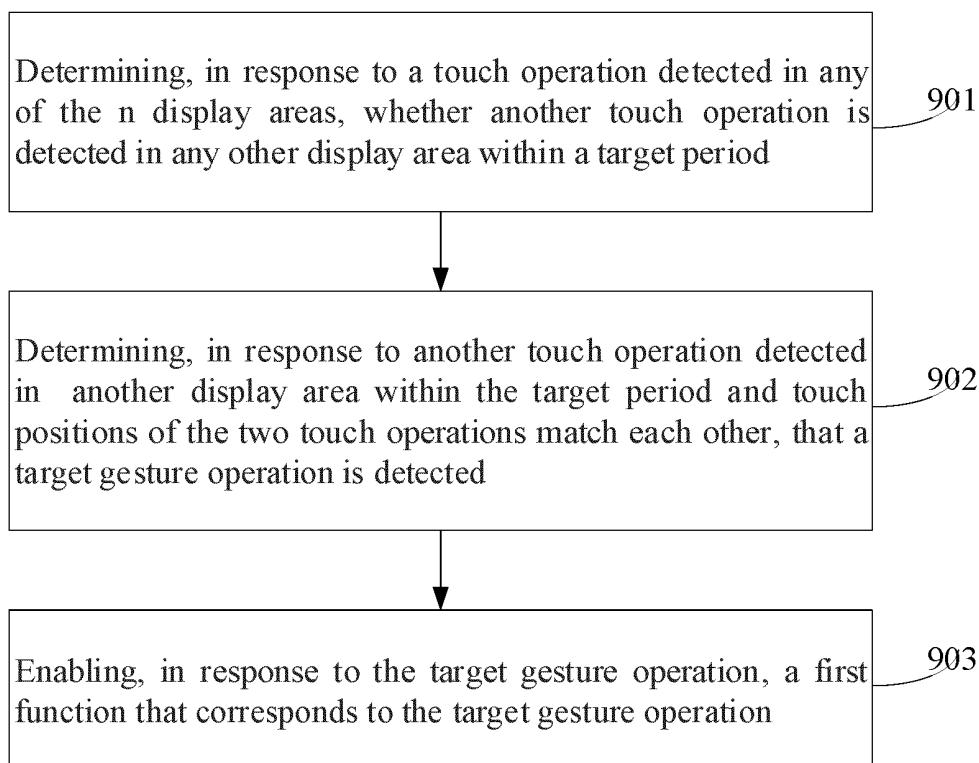 Determining, in response to a touch operation detected in any
of the n display areas, whether another touch operation is
detected in any other display area within a target period
901
Determining, in response to another touch operation detected
in another display area within the target period and touch
positions of the two touch operations match each other, that a
target gesture operation is detected
902
Enabling, in response to the target gesture operation, a first
function that corresponds to the target gesture operation
903